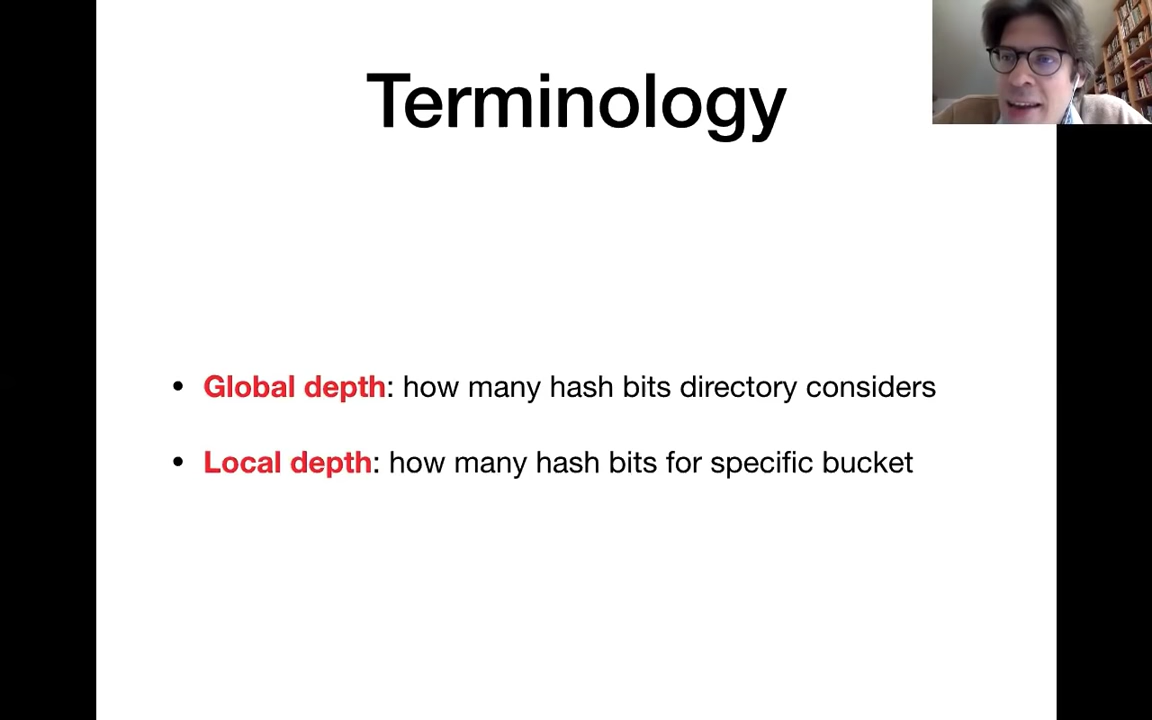 Terminology
• Global depth: how many hash bits directory considers
• Local depth: how many hash bits for specific bucket